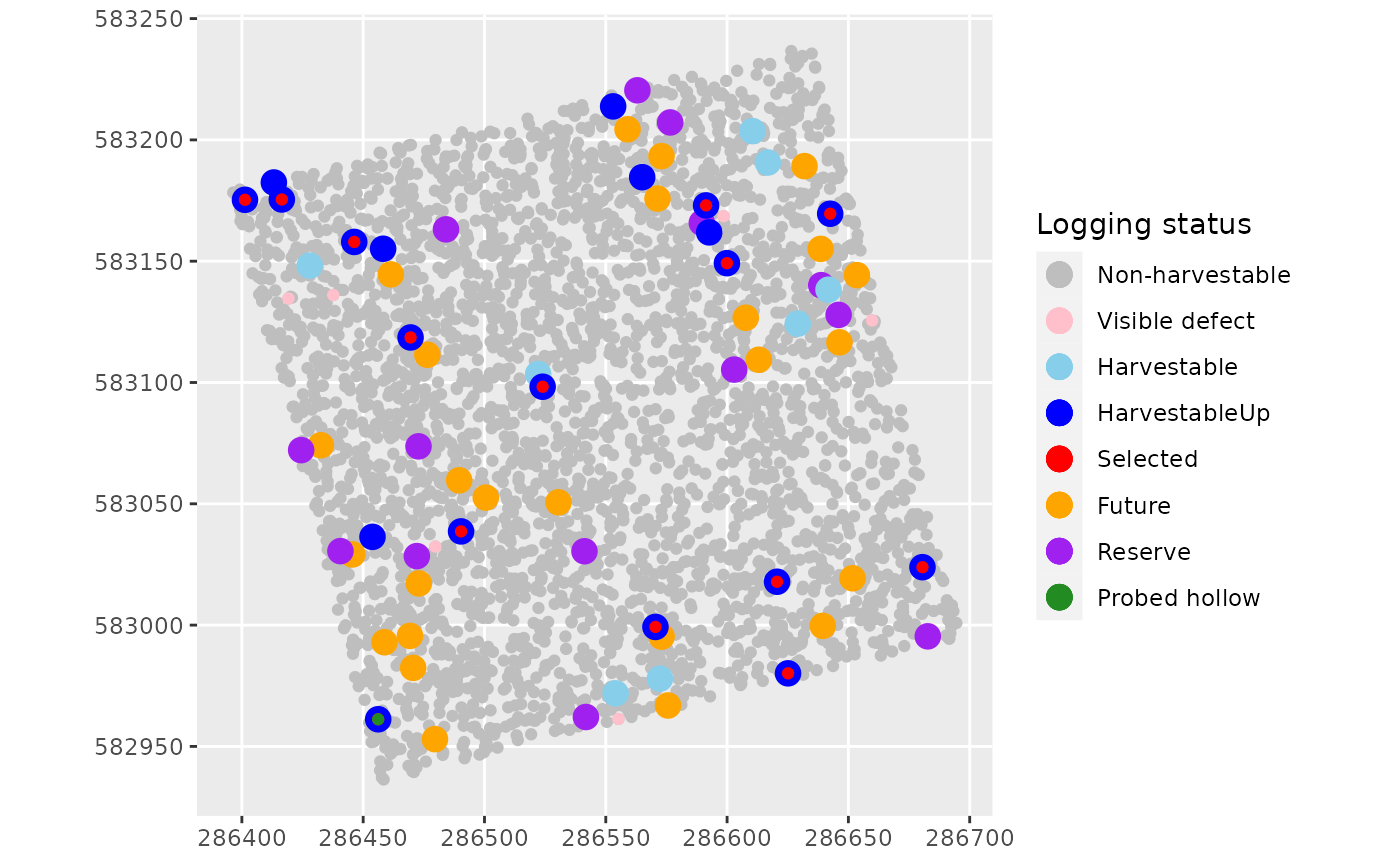 583250
583200
583150
583100
583050
583000
582950
286400 286450 286500 286550 286600 286650 286700
Logging status
Non-harvestable
Visible defect
Harvestable
HarvestableUp
Selected
Future
Reserve
Probed hollow